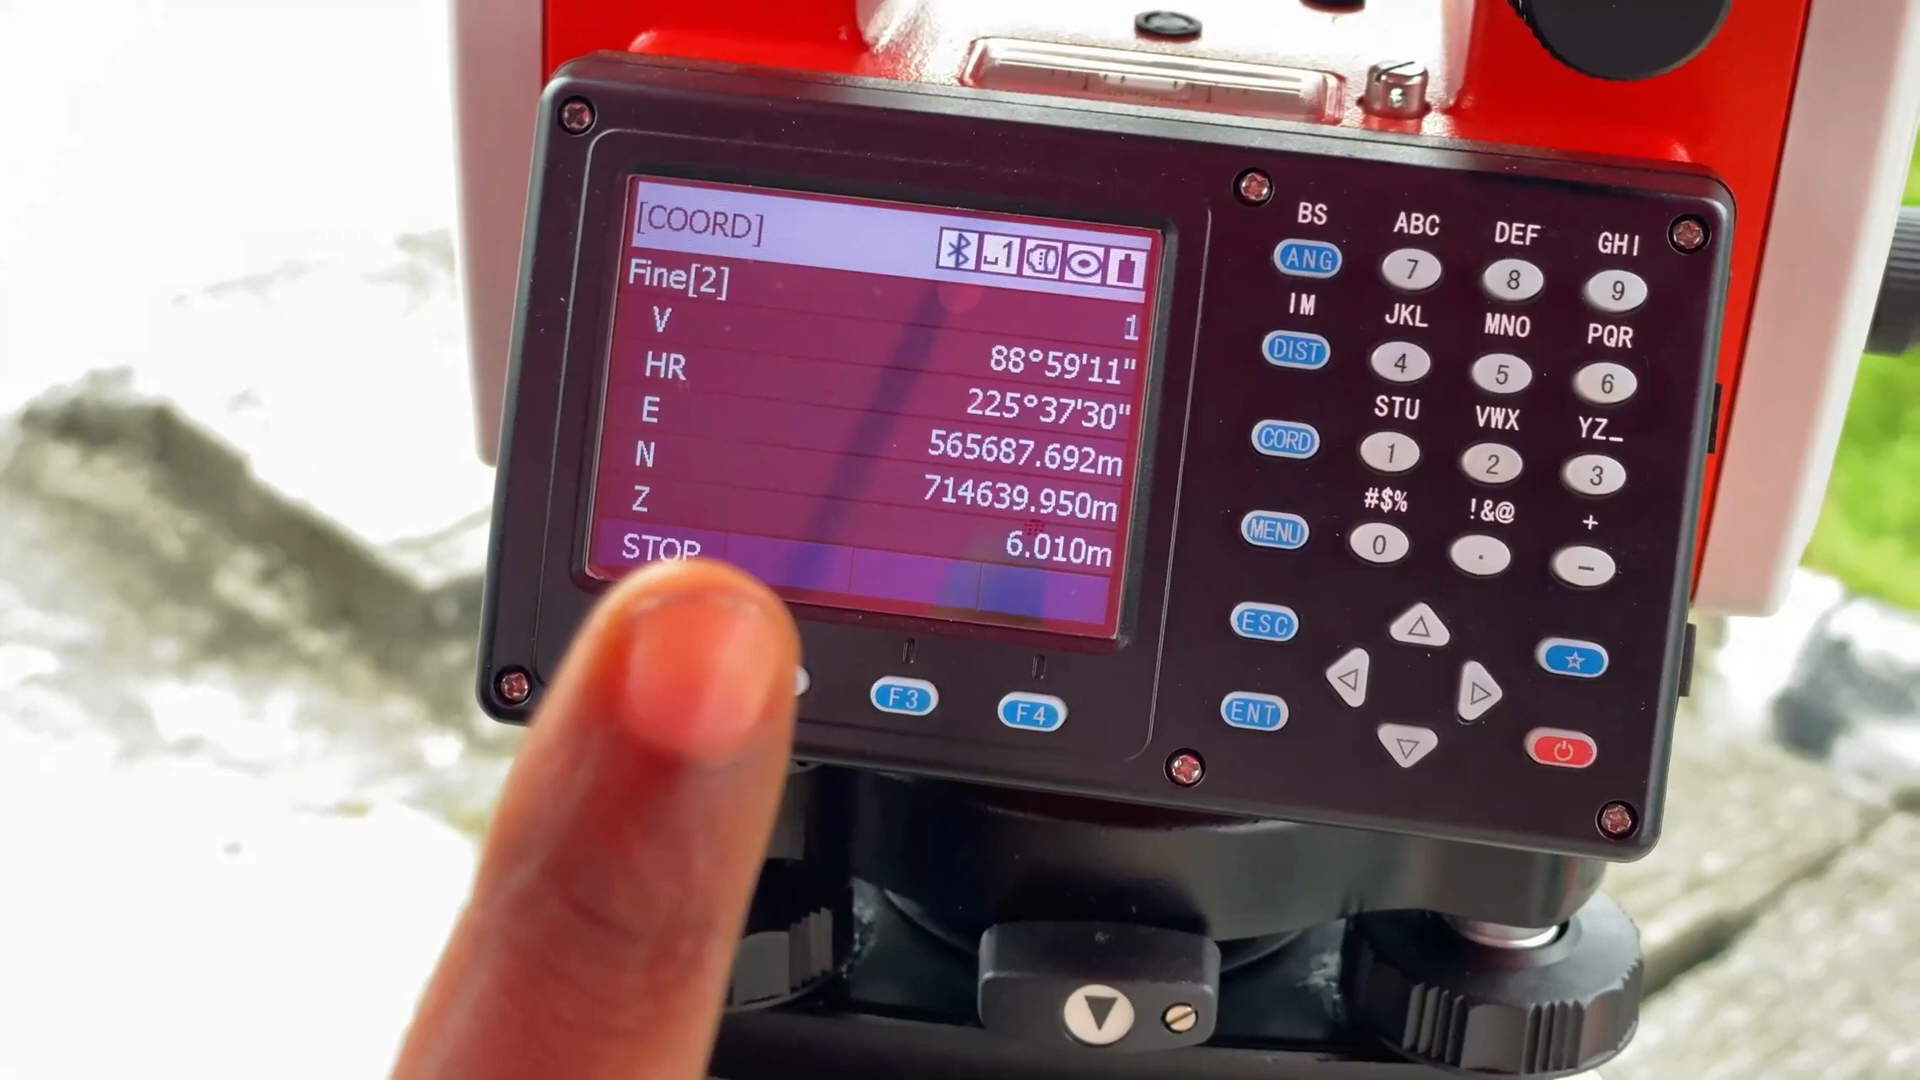 [COORD] 1
Fine[2] 1
V 88°59'11"
HR 225°37'30"
E 565687.692m
N 714639.950m
Z 6.010m
STOP
F3 F4
BS ABC DEF GHI
ANG 7 8 9
IM JKL MNO PQR
DIST 4 5 6
STU VWX YZ_
CORD 1 2 3
#$% !&@ +
MENU 0 . -
ESC
ENT